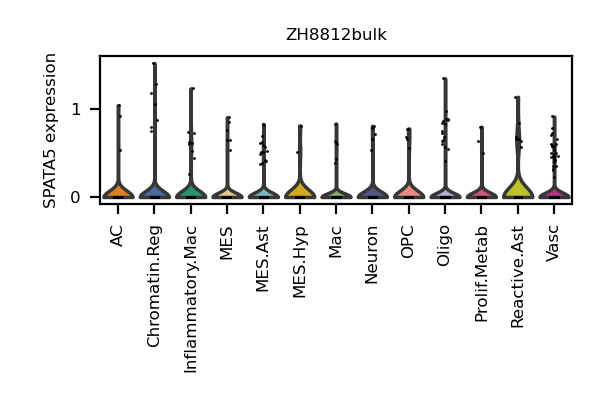 ZH8812bulk
SPATA5 expression
1
0
AC
Chromatin.Reg
Inflammatory.Mac
MES
MES.Ast
MES.Hyp
Mac
Neuron
OPC
Oligo
Prolif.Metab
Reactive.Ast
Vasc